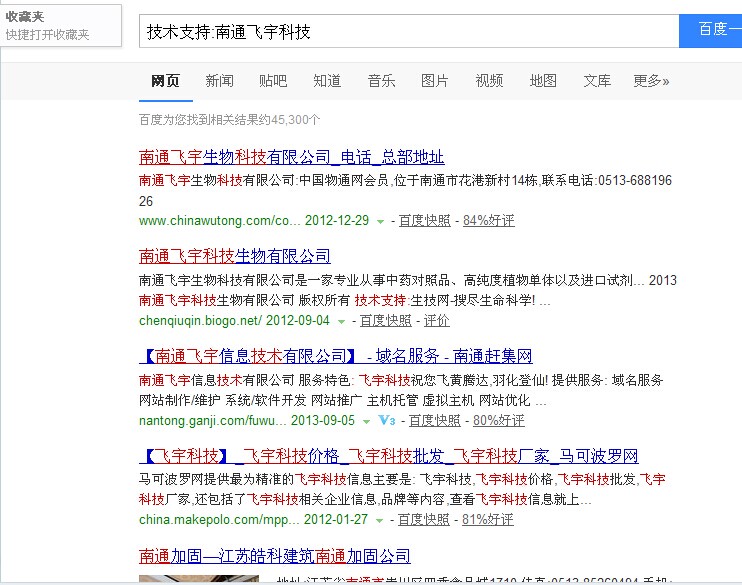 收藏夹
快捷打开收藏夹
技术支持:南通飞宇科技
百度一
网页 新闻 贴吧 知道 音乐 图片 视频 地图 文库 更多»
百度为您找到相关结果约45,300个
南通飞宇生物科技有限公司_电话_总部地址
南通飞宇生物科技有限公司:中国物通网会员,位于南通市花港新村14栋,联系电话:0513-688196
26
www.chinawutong.com/co... 2012-12-29 - 百度快照 - 84%好评
南通飞宇科技生物有限公司
南通飞宇生物科技有限公司是一家专业从事中药对照品、高纯度植物单体以及进口试剂... 2013
南通飞宇科技生物有限公司 版权所有 技术支持:生技网-搜尽生命科学! ...
chenqiuqin.biogo.net/ 2012-09-04 - 百度快照 - 评价
【南通飞宇信息技术有限公司】 - 域名服务 - 南通赶集网
南通飞宇信息技术有限公司 服务特色: 飞宇科技祝您飞黄腾达,羽化登仙! 提供服务: 域名服务
网站制作/维护 系统/软件开发 网站推广 主机托管 虚拟主机 网站优化 ...
nantong.ganji.com/fuwu... 2013-09-05 V3 - 百度快照 - 80%好评
【飞宇科技】_飞宇科技价格_飞宇科技批发_飞宇科技厂家_马可波罗网
马可波罗网提供最为精准的飞宇科技信息主要是: 飞宇科技,飞宇科技价格,飞宇科技批发,飞宇
科技厂家,还包括了飞宇科技相关企业信息,品牌等内容,查看飞宇科技信息就上...
china.makepolo.com/mpp... 2012-01-27 - 百度快照 - 81%好评
南通加固—江苏皓科建筑南通加固公司